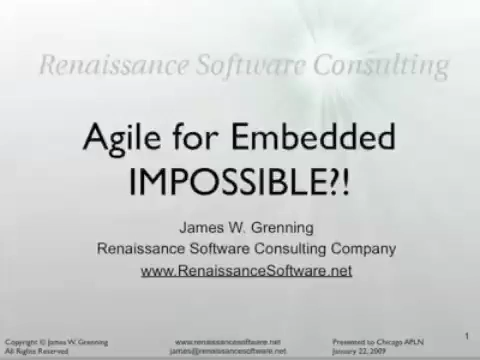 Renaissance Software Consulting
Agile for Embedded
IMPOSSIBLE?!
James W. Grenning
Renaissance Software Consulting Company
www.RenaissanceSoftware.net
Copyright © James W. Grenning
All Rights Reserved
www.renaissancesoftware.net
james@renaissancesoftware.net
Presented to Chicago APLN
January 22, 2009
1